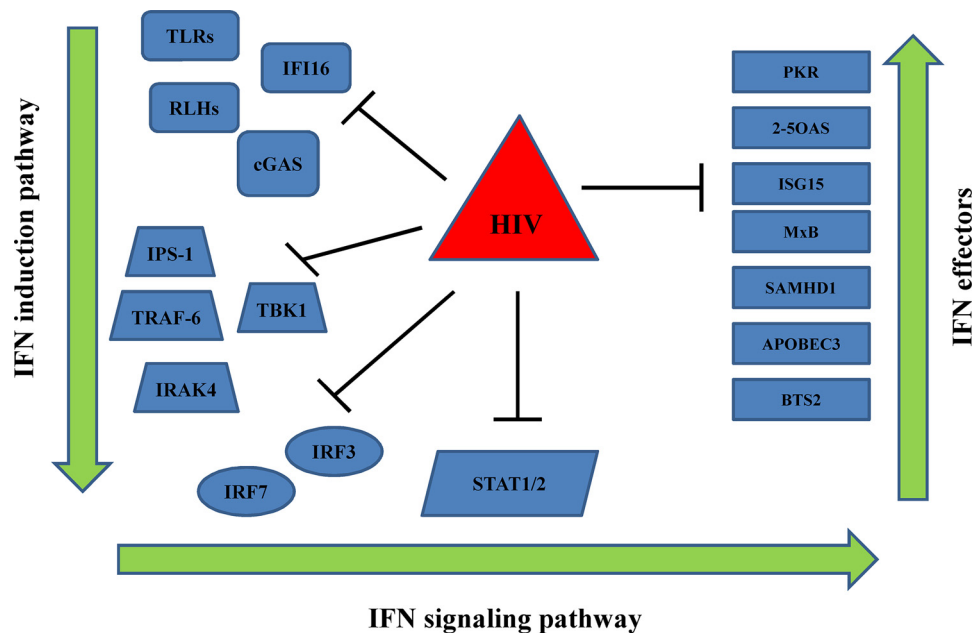 IFN induction pathway
TLRs
IFI16
RLHs
cGAS
IPS-1
TBK1
TRAF-6
IRAK4
IRF3
IRF7
HIV
STAT1/2
PKR
2-5OAS
ISG15
MxB
SAMHD1
APOBEC3
BTS2
IFN effectors
IFN signaling pathway